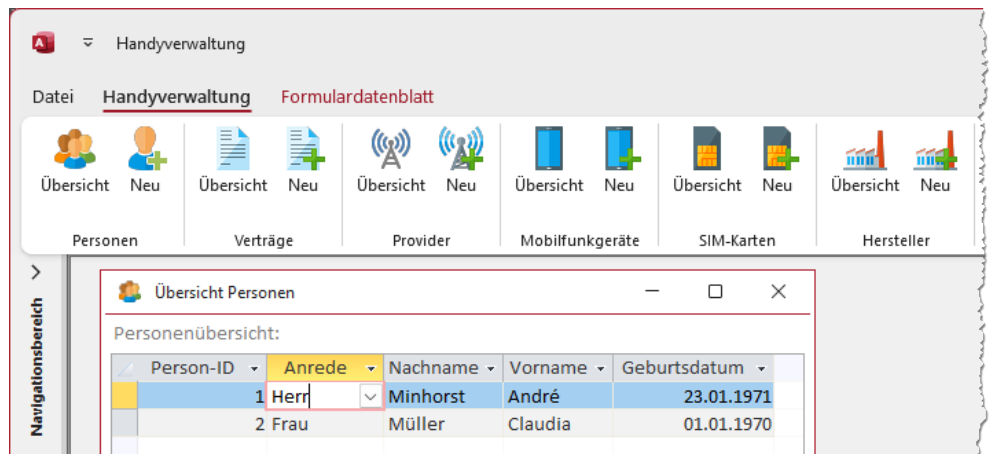 Handyverwaltung
Datei Handyverwaltung Formulardatenblatt
Übersicht Neu Übersicht Neu Übersicht Neu Übersicht Neu Übersicht Neu Übersicht Neu
Personen Verträge Provider Mobilfunkgeräte SIM-Karten Hersteller
Navigationsbereich
Übersicht Personen
Personenübersicht:
Person-ID Anrede Nachname Vorname Geburtsdatum
1 Herr Minhorst André 23.01.1971
2 Frau Müller Claudia 01.01.1970